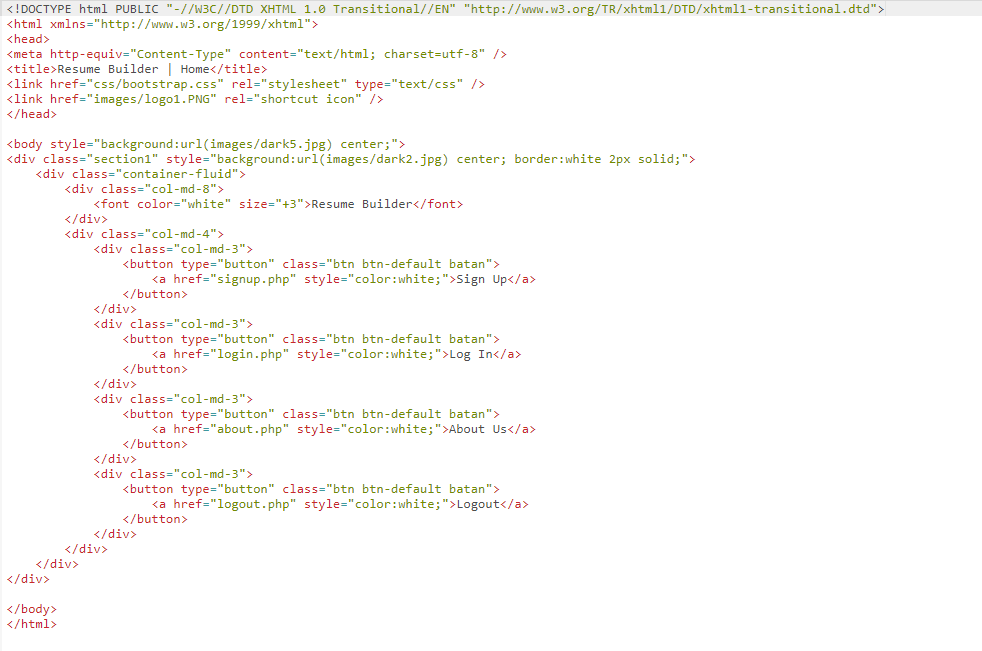 <!DOCTYPE html PUBLIC "-//W3C//DTD XHTML 1.0 Transitional//EN" "http://www.w3.org/TR/xhtml1/DTD/xhtml1-transitional.dtd">
<html xmlns="http://www.w3.org/1999/xhtml">
<head>
<meta http-equiv="Content-Type" content="text/html; charset=utf-8" />
<title>Resume Builder | Home</title>
<link href="css/bootstrap.css" rel="stylesheet" type="text/css" />
<link href="images/logo1.PNG" rel="shortcut icon" />
</head>

<body style="background:url(images/dark5.jpg) center;">
<div class="section1" style="background:url(images/dark2.jpg) center; border:white 2px solid;">
    <div class="container-fluid">
        <div class="col-md-8">
            <font color="white" size="+3">Resume Builder</font>
        </div>
        <div class="col-md-4">
            <div class="col-md-3">
                <button type="button" class="btn btn-default batan">
                    <a href="signup.php" style="color:white;">Sign Up</a>
                </button>
            </div>
            <div class="col-md-3">
                <button type="button" class="btn btn-default batan">
                    <a href="login.php" style="color:white;">Log In</a>
                </button>
            </div>
            <div class="col-md-3">
                <button type="button" class="btn btn-default batan">
                    <a href="about.php" style="color:white;">About Us</a>
                </button>
            </div>
            <div class="col-md-3">
                <button type="button" class="btn btn-default batan">
                    <a href="logout.php" style="color:white;">Logout</a>
                </button>
            </div>
        </div>
    </div>
</div>

</body>
</html>